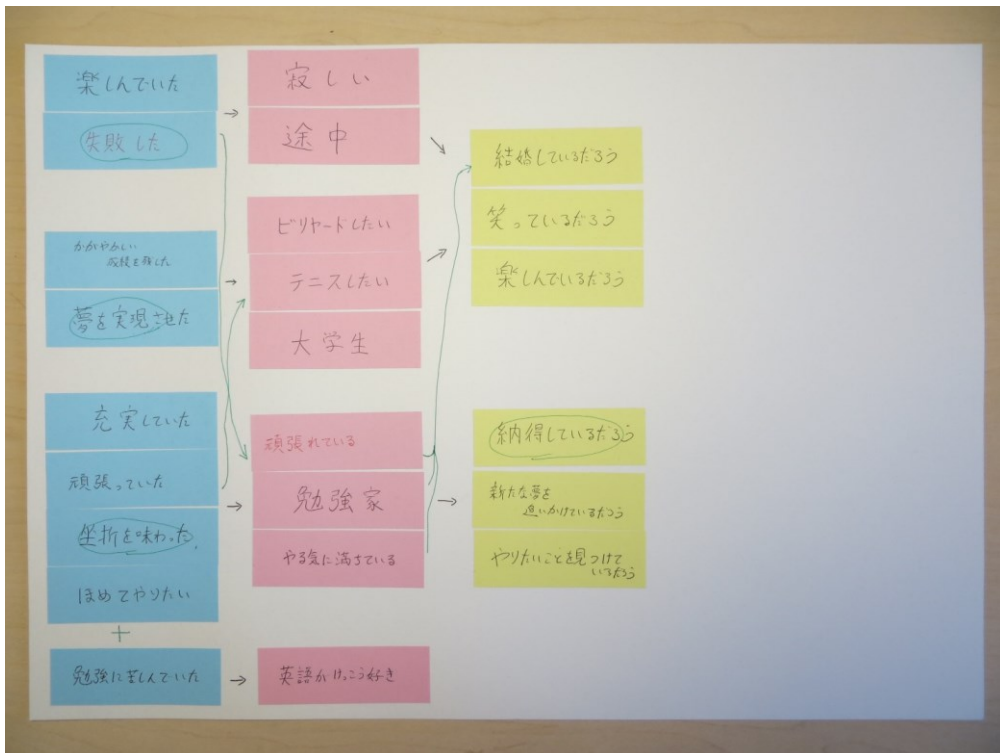 楽しんでいた
失敗した
かがやかしい
成績を残した
夢を実現させた
充実していた
頑張っていた
坐折を味わった
ほめてやりたい
+
勉強に苦しんでいた
寂しい
途中
ビリヤードしたい
テニスしたい
大学生
頑張れている
勉強家
やる気に満ちている
英語がけっこう好き
結婚しているだろう
笑っているだろう
楽しんでいるだろう
納得しているだろう
新たな夢を
追いかけているだろう
やりたいことを見つけて
いるだろう